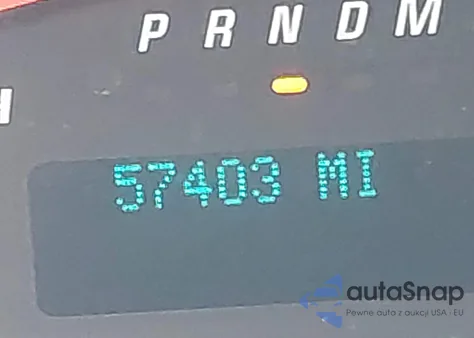 P R N D M
H
57403 MI
autaSnap
Pewne auta z aukcji USA - EU